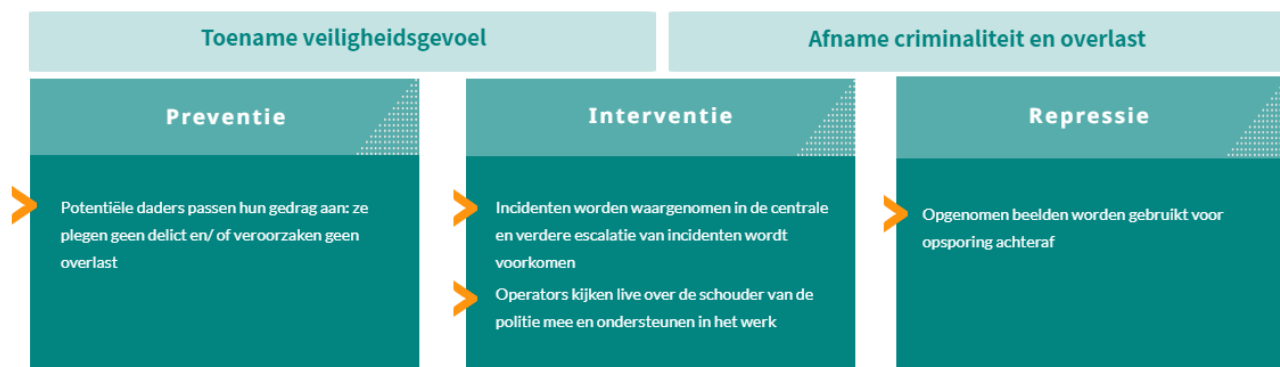 Toename veiligheidsgevoel
Afname criminaliteit en overlast
Preventie
Potentiële daders passen hun gedrag aan: ze
plegen geen delict en/ of veroorzaken geen
overlast
Interventie
Incidenten worden waargenomen in de centrale
en verdere escalatie van incidenten wordt
voorkomen
Operators kijken live over de schouder van de
politie mee en ondersteunen in het werk
Repressie
Opgenomen beelden worden gebruikt voor
opsporing achteraf